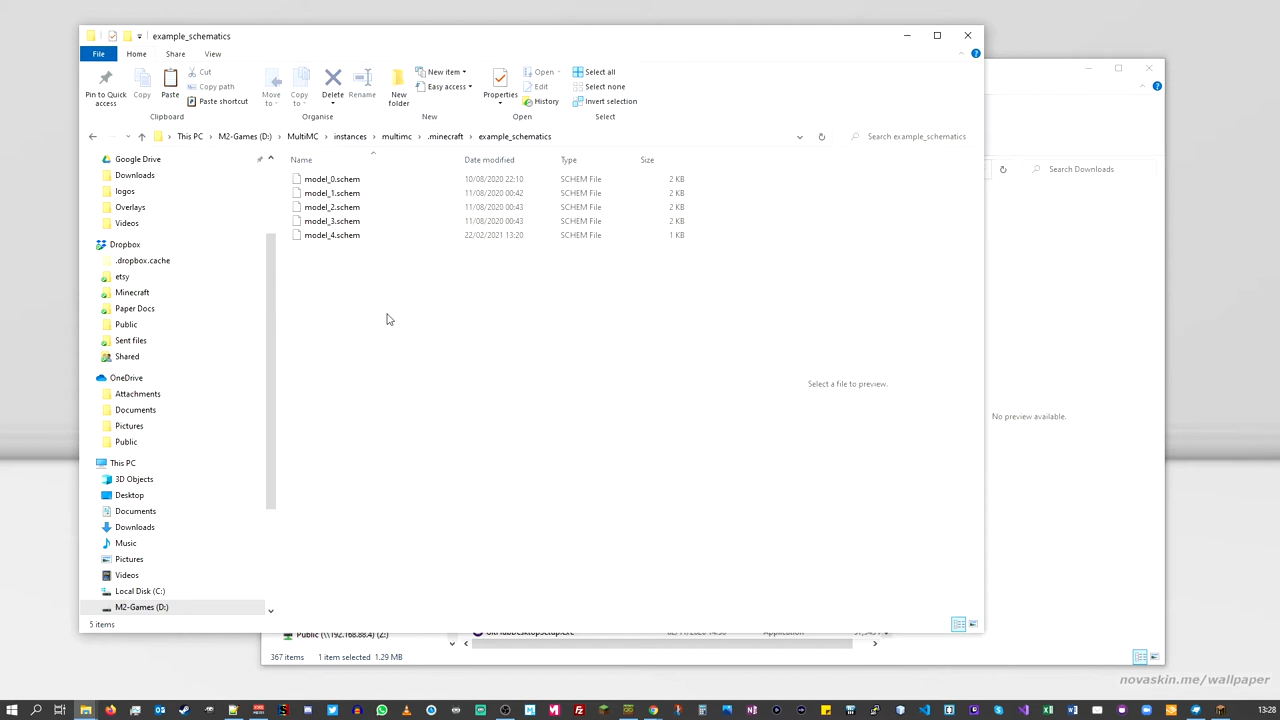 example_schematics
File Home Share View
Pin to Quick access
Copy
Paste
Cut
Copy path
Paste shortcut
Clipboard
Move to
Copy to
Delete
Rename
Organise
New folder
New item
Easy access
New
Properties
Open
Edit
History
Open
Select all
Select none
Invert selection
Select
This PC M2-Games (D:) MultiMC instances multimc .minecraft example_schematics
Search example_schematics
Search Downloads
Name Date modified Type Size
model_0.schem 10/08/2020 22:10 SCHEM File 2 KB
model_1.schem 11/08/2020 00:42 SCHEM File 2 KB
model_2.schem 11/08/2020 00:43 SCHEM File 2 KB
model_3.schem 11/08/2020 00:43 SCHEM File 2 KB
model_4.schem 22/02/2021 13:20 SCHEM File 1 KB
Google Drive
Downloads
logos
Overlays
Videos
Dropbox
.dropbox.cache
etsy
Minecraft
Paper Docs
Public
Sent files
Shared
OneDrive
Attachments
Documents
Pictures
Public
This PC
3D Objects
Desktop
Documents
Downloads
Music
Pictures
Videos
Local Disk (C:)
M2-Games (D:)
Select a file to preview.
No preview available.
5 items
Public (\\192.168.88.4) (Z:)
367 items 1 item selected 1.29 MB
novaskin.me/wallpaper
13:28